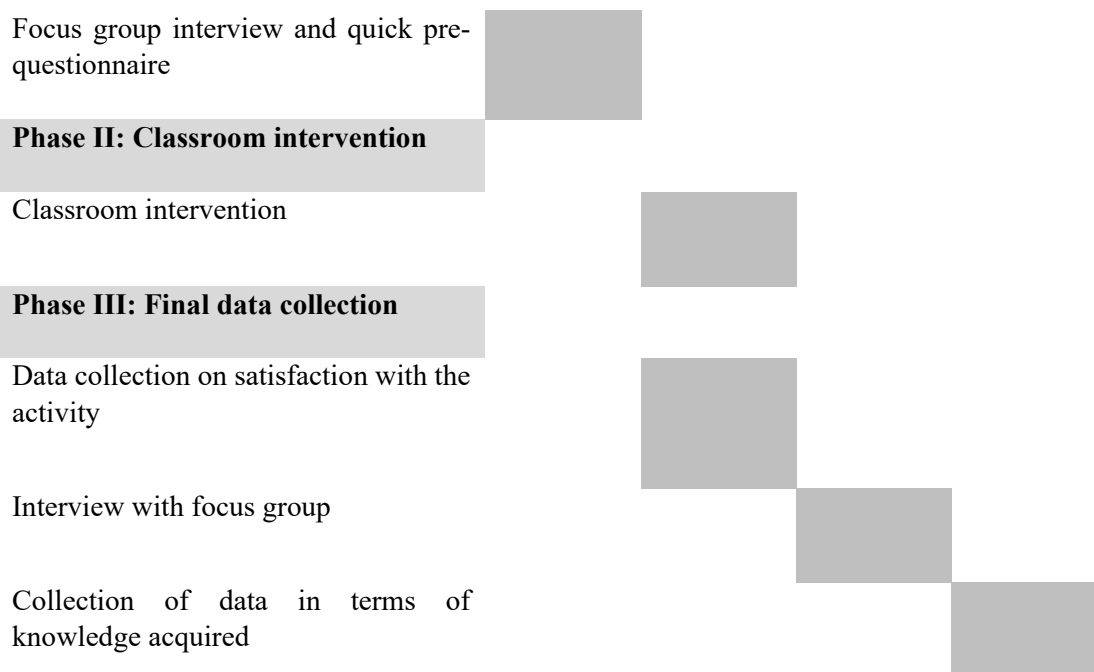 Focus group interview and quick pre-
questionnaire
Phase II: Classroom intervention
Classroom intervention
Phase III: Final data collection
Data collection on satisfaction with the
activity
Interview with focus group
Collection of data in terms of
knowledge acquired